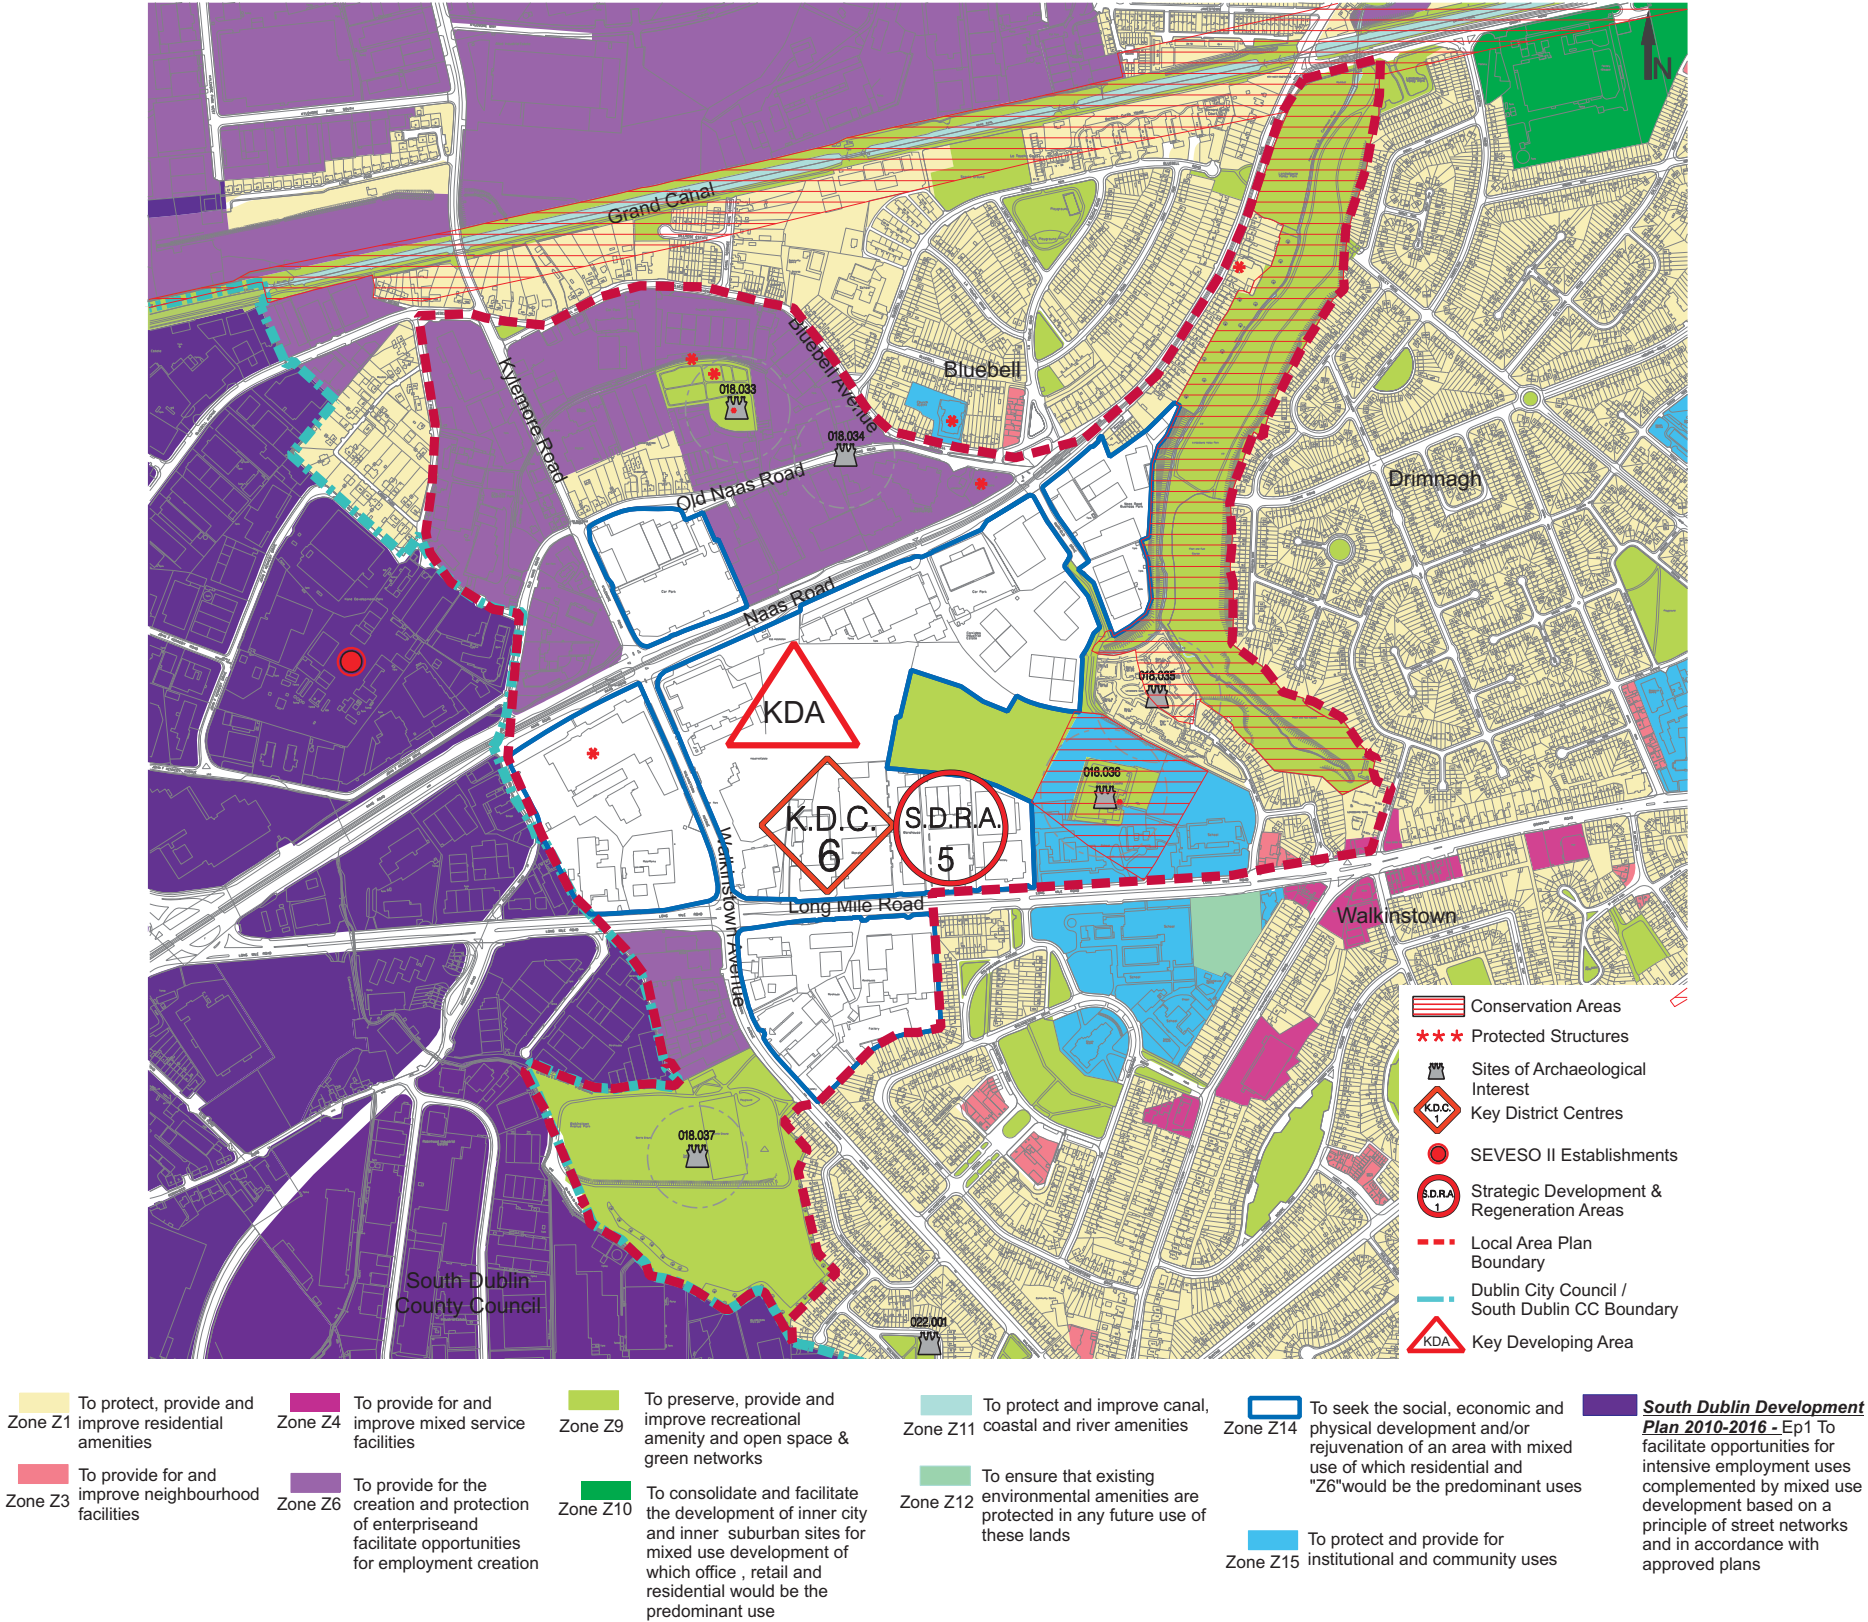 N
Grand Canal
Bluebell Avenue
Bluebell
Kylemore Road
018.033
018.034
Old Naas Road
Drimnagh
Naas Road
KDA
018.035
K.D.C.
6
S.D.R.A.
5
018.036
Walkinstown Avenue
Long Mile Road
Walkinstown
018.037
South Dublin
County Council
022.001
Conservation Areas
Protected Structures
Sites of Archaeological
Interest
K.D.C.
1
Key District Centres
SEVESO II Establishments
S.D.R.A
1
Strategic Development &
Regeneration Areas
Local Area Plan
Boundary
Dublin City Council /
South Dublin CC Boundary
KDA
Key Developing Area
Zone Z1
To protect, provide and
improve residential
amenities
Zone Z3
To provide for and
improve neighbourhood
facilities
Zone Z4
To provide for and
improve mixed service
facilities
Zone Z6
To provide for the
creation and protection
of enterpriseand
facilitate opportunities
for employment creation
Zone Z9
To preserve, provide and
improve recreational
amenity and open space &
green networks
Zone Z10
To consolidate and facilitate
the development of inner city
and inner suburban sites for
mixed use development of
which office , retail and
residential would be the
predominant use
Zone Z11
To protect and improve canal,
coastal and river amenities
Zone Z12
To ensure that existing
environmental amenities are
protected in any future use of
these lands
Zone Z14
To seek the social, economic and
physical development and/or
rejuvenation of an area with mixed
use of which residential and
"Z6"would be the predominant uses
Zone Z15
To protect and provide for
institutional and community uses
South Dublin Development
Plan 2010-2016 - Ep1 To
facilitate opportunities for
intensive employment uses
complemented by mixed use
development based on a
principle of street networks
and in accordance with
approved plans